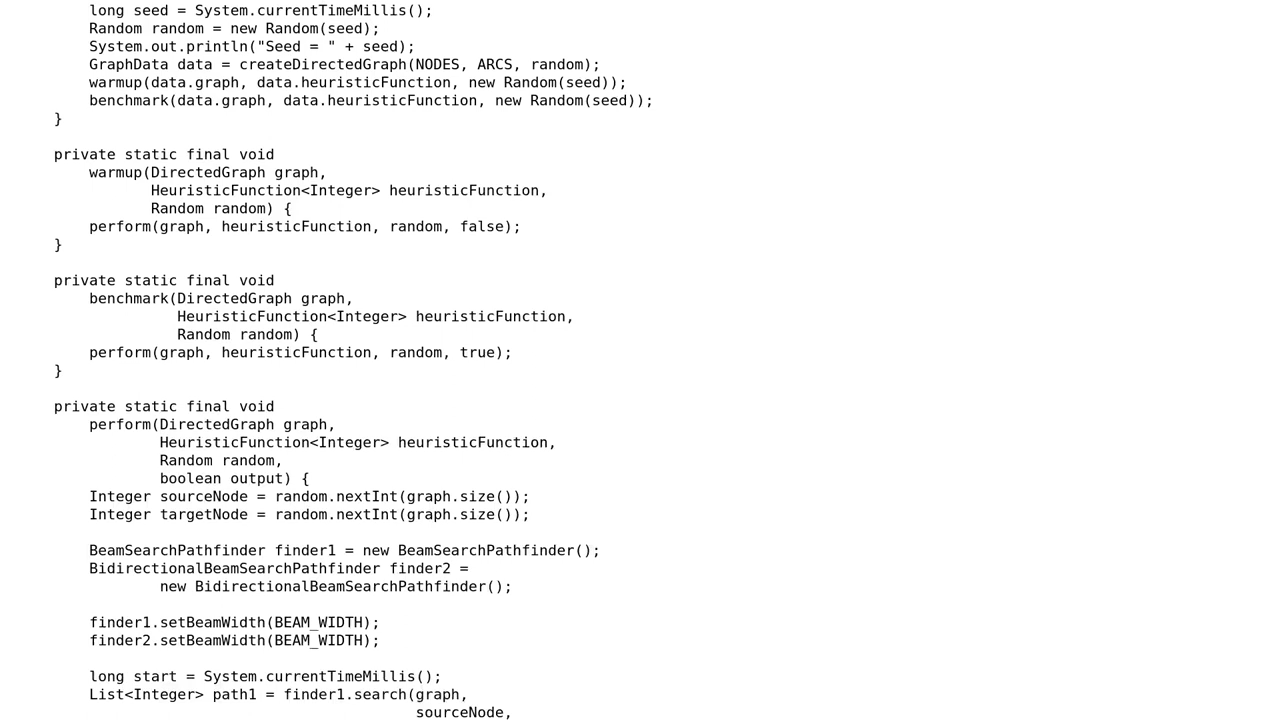 long seed = System.currentTimeMillis();
Random random = new Random(seed);
System.out.println("Seed = " + seed);
GraphData data = createDirectedGraph(NODES, ARCS, random);
warmup(data.graph, data.heuristicFunction, new Random(seed));
benchmark(data.graph, data.heuristicFunction, new Random(seed));
}
private static final void
warmup(DirectedGraph graph,
HeuristicFunction<Integer> heuristicFunction,
Random random) {
perform(graph, heuristicFunction, random, false);
}
private static final void
benchmark(DirectedGraph graph,
HeuristicFunction<Integer> heuristicFunction,
Random random) {
perform(graph, heuristicFunction, random, true);
}
private static final void
perform(DirectedGraph graph,
HeuristicFunction<Integer> heuristicFunction,
Random random,
boolean output) {
Integer sourceNode = random.nextInt(graph.size());
Integer targetNode = random.nextInt(graph.size());
BeamSearchPathfinder finder1 = new BeamSearchPathfinder();
BidirectionalBeamSearchPathfinder finder2 =
new BidirectionalBeamSearchPathfinder();
finder1.setBeamWidth(BEAM_WIDTH);
finder2.setBeamWidth(BEAM_WIDTH);
long start = System.currentTimeMillis();
List<Integer> path1 = finder1.search(graph,
sourceNode,